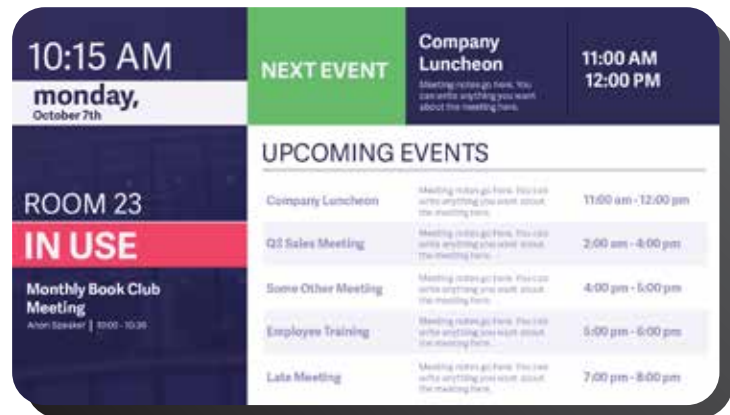 10:15 AM
monday,
October 7th
ROOM 23
IN USE
Monthly Book Club
Meeting
Anon Speaker | 10:00 - 10:30
NEXT EVENT
Company
Luncheon
Meeting notes go here. You
can write anything you want
about the meeting here.
11:00 AM
12:00 PM
UPCOMING EVENTS
Company Luncheon
Meeting notes go here. You can
write anything you want about
the meeting here.
11:00 am - 12:00 pm
Q3 Sales Meeting
Meeting notes go here. You can
write anything you want about
the meeting here.
2:00 am - 4:00 pm
Some Other Meeting
Meeting notes go here. You can
write anything you want about
the meeting here.
4:00 pm - 5:00 pm
Employee Training
Meeting notes go here. You can
write anything you want about
the meeting here.
5:00 pm - 6:00 pm
Late Meeting
Meeting notes go here. You can
write anything you want about
the meeting here.
7:00 pm - 8:00 pm